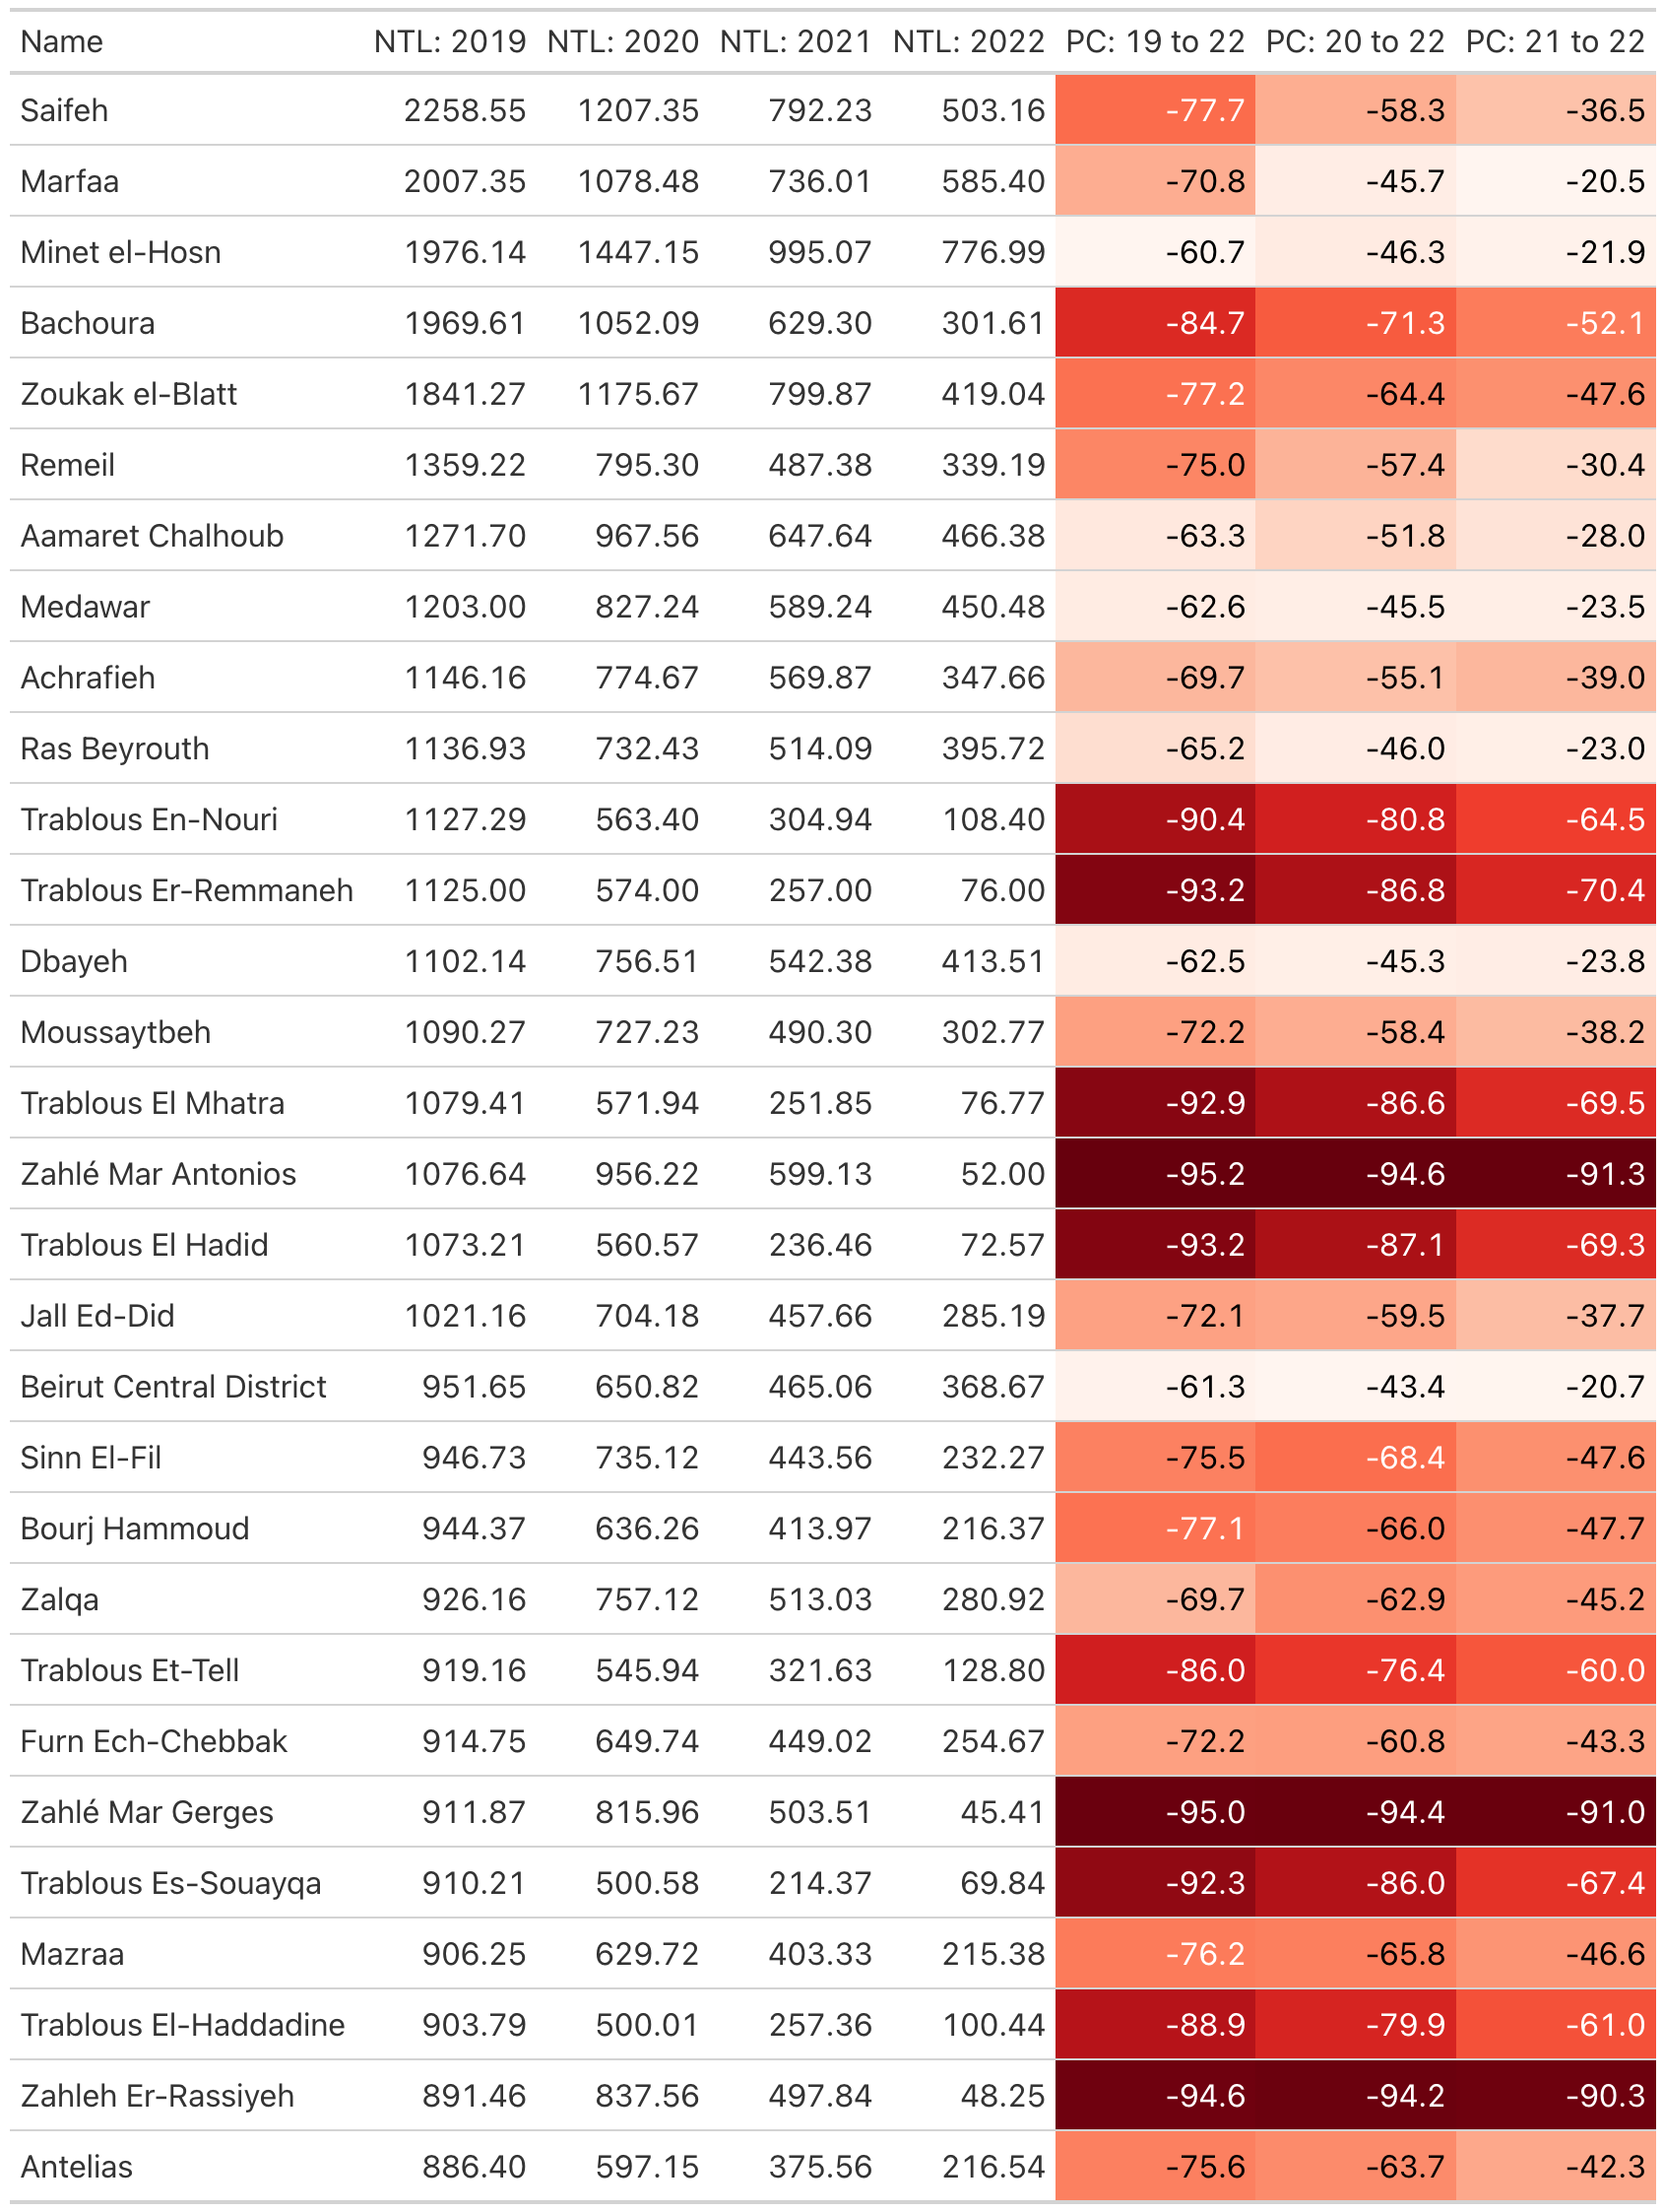 Name NTL: 2019 NTL: 2020 NTL: 2021 NTL: 2022 PC: 19 to 22 PC: 20 to 22 PC: 21 to 22
Saifeh 2258.55 1207.35 792.23 503.16 -77.7 -58.3 -36.5
Marfaa 2007.35 1078.48 736.01 585.40 -70.8 -45.7 -20.5
Minet el-Hosn 1976.14 1447.15 995.07 776.99 -60.7 -46.3 -21.9
Bachoura 1969.61 1052.09 629.30 301.61 -84.7 -71.3 -52.1
Zoukak el-Blatt 1841.27 1175.67 799.87 419.04 -77.2 -64.4 -47.6
Remeil 1359.22 795.30 487.38 339.19 -75.0 -57.4 -30.4
Aamaret Chalhoub 1271.70 967.56 647.64 466.38 -63.3 -51.8 -28.0
Medawar 1203.00 827.24 589.24 450.48 -62.6 -45.5 -23.5
Achrafieh 1146.16 774.67 569.87 347.66 -69.7 -55.1 -39.0
Ras Beyrouth 1136.93 732.43 514.09 395.72 -65.2 -46.0 -23.0
Trablous En-Nouri 1127.29 563.40 304.94 108.40 -90.4 -80.8 -64.5
Trablous Er-Remmaneh 1125.00 574.00 257.00 76.00 -93.2 -86.8 -70.4
Dbayeh 1102.14 756.51 542.38 413.51 -62.5 -45.3 -23.8
Moussaytbeh 1090.27 727.23 490.30 302.77 -72.2 -58.4 -38.2
Trablous El Mhatra 1079.41 571.94 251.85 76.77 -92.9 -86.6 -69.5
Zahlé Mar Antonios 1076.64 956.22 599.13 52.00 -95.2 -94.6 -91.3
Trablous El Hadid 1073.21 560.57 236.46 72.57 -93.2 -87.1 -69.3
Jall Ed-Did 1021.16 704.18 457.66 285.19 -72.1 -59.5 -37.7
Beirut Central District 951.65 650.82 465.06 368.67 -61.3 -43.4 -20.7
Sinn El-Fil 946.73 735.12 443.56 232.27 -75.5 -68.4 -47.6
Bourj Hammoud 944.37 636.26 413.97 216.37 -77.1 -66.0 -47.7
Zalqa 926.16 757.12 513.03 280.92 -69.7 -62.9 -45.2
Trablous Et-Tell 919.16 545.94 321.63 128.80 -86.0 -76.4 -60.0
Furn Ech-Chebbak 914.75 649.74 449.02 254.67 -72.2 -60.8 -43.3
Zahlé Mar Gerges 911.87 815.96 503.51 45.41 -95.0 -94.4 -91.0
Trablous Es-Souayqa 910.21 500.58 214.37 69.84 -92.3 -86.0 -67.4
Mazraa 906.25 629.72 403.33 215.38 -76.2 -65.8 -46.6
Trablous El-Haddadine 903.79 500.01 257.36 100.44 -88.9 -79.9 -61.0
Zahleh Er-Rassiyeh 891.46 837.56 497.84 48.25 -94.6 -94.2 -90.3
Antelias 886.40 597.15 375.56 216.54 -75.6 -63.7 -42.3